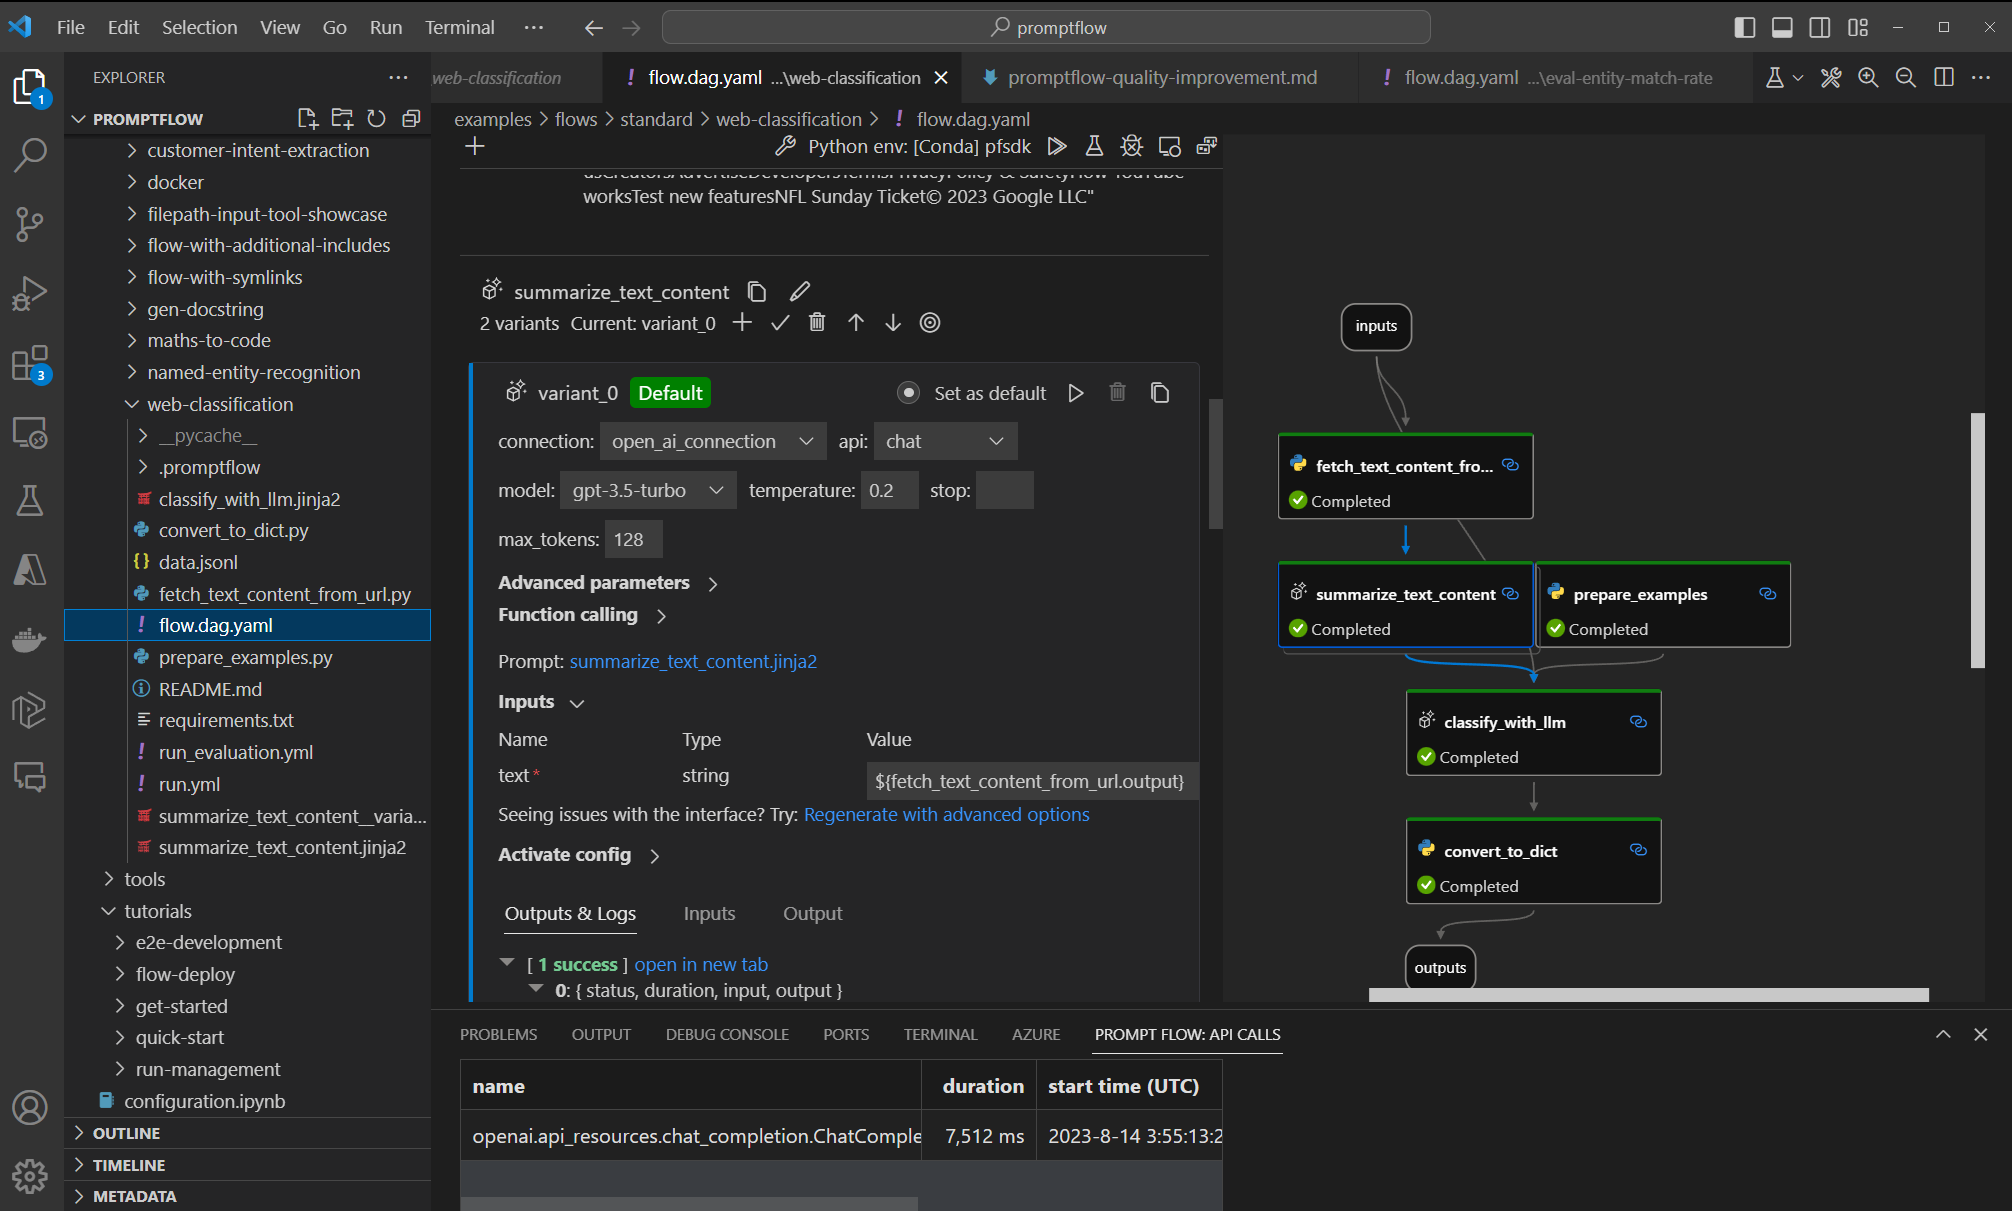 File Edit Selection View Go Run Terminal ···
promptflow
EXPLORER
web-classification
! flow.dag.yaml ...\web-classification
promptflow-quality-improvement.md
! flow.dag.yaml ...\eval-entity-match-rate
PROMPTFLOW
examples > flows > standard > web-classification > ! flow.dag.yaml
Python env: [Conda] pfsdk
customer-intent-extraction
docker
filepath-input-tool-showcase
flow-with-additional-includes
flow-with-symlinks
gen-docstring
maths-to-code
named-entity-recognition
web-classification
__pycache__
.promptflow
classify_with_llm.jinja2
convert_to_dict.py
{} data.jsonl
fetch_text_content_from_url.py
! flow.dag.yaml
prepare_examples.py
README.md
requirements.txt
! run_evaluation.yml
! run.yml
summarize_text_content__varia...
summarize_text_content.jinja2
tools
tutorials
e2e-development
flow-deploy
get-started
quick-start
run-management
configuration.ipynb
OUTLINE
TIMELINE
METADATA
1
3
usCreatorsAdvertiseDevelopersTermsPrivacyPolicy & SafetyHow YouTube
worksTest new featuresNFL Sunday Ticket© 2023 Google LLC"
summarize_text_content
2 variants Current: variant_0
variant_0 Default Set as default
connection: open_ai_connection api: chat
model: gpt-3.5-turbo temperature: 0.2 stop:
max_tokens: 128
Advanced parameters
Function calling
Prompt: summarize_text_content.jinja2
Inputs
Name Type Value
text* string ${fetch_text_content_from_url.output}
Seeing issues with the interface? Try: Regenerate with advanced options
Activate config
Outputs & Logs Inputs Output
[ 1 success ] open in new tab
0: { status, duration, input, output }
inputs
fetch_text_content_fro...
Completed
summarize_text_content
Completed
prepare_examples
Completed
classify_with_llm
Completed
convert_to_dict
Completed
outputs
PROBLEMS OUTPUT DEBUG CONSOLE PORTS TERMINAL AZURE PROMPT FLOW: API CALLS
name duration start time (UTC)
openai.api_resources.chat_completion.ChatComple 7,512 ms 2023-8-14 3:55:13:2